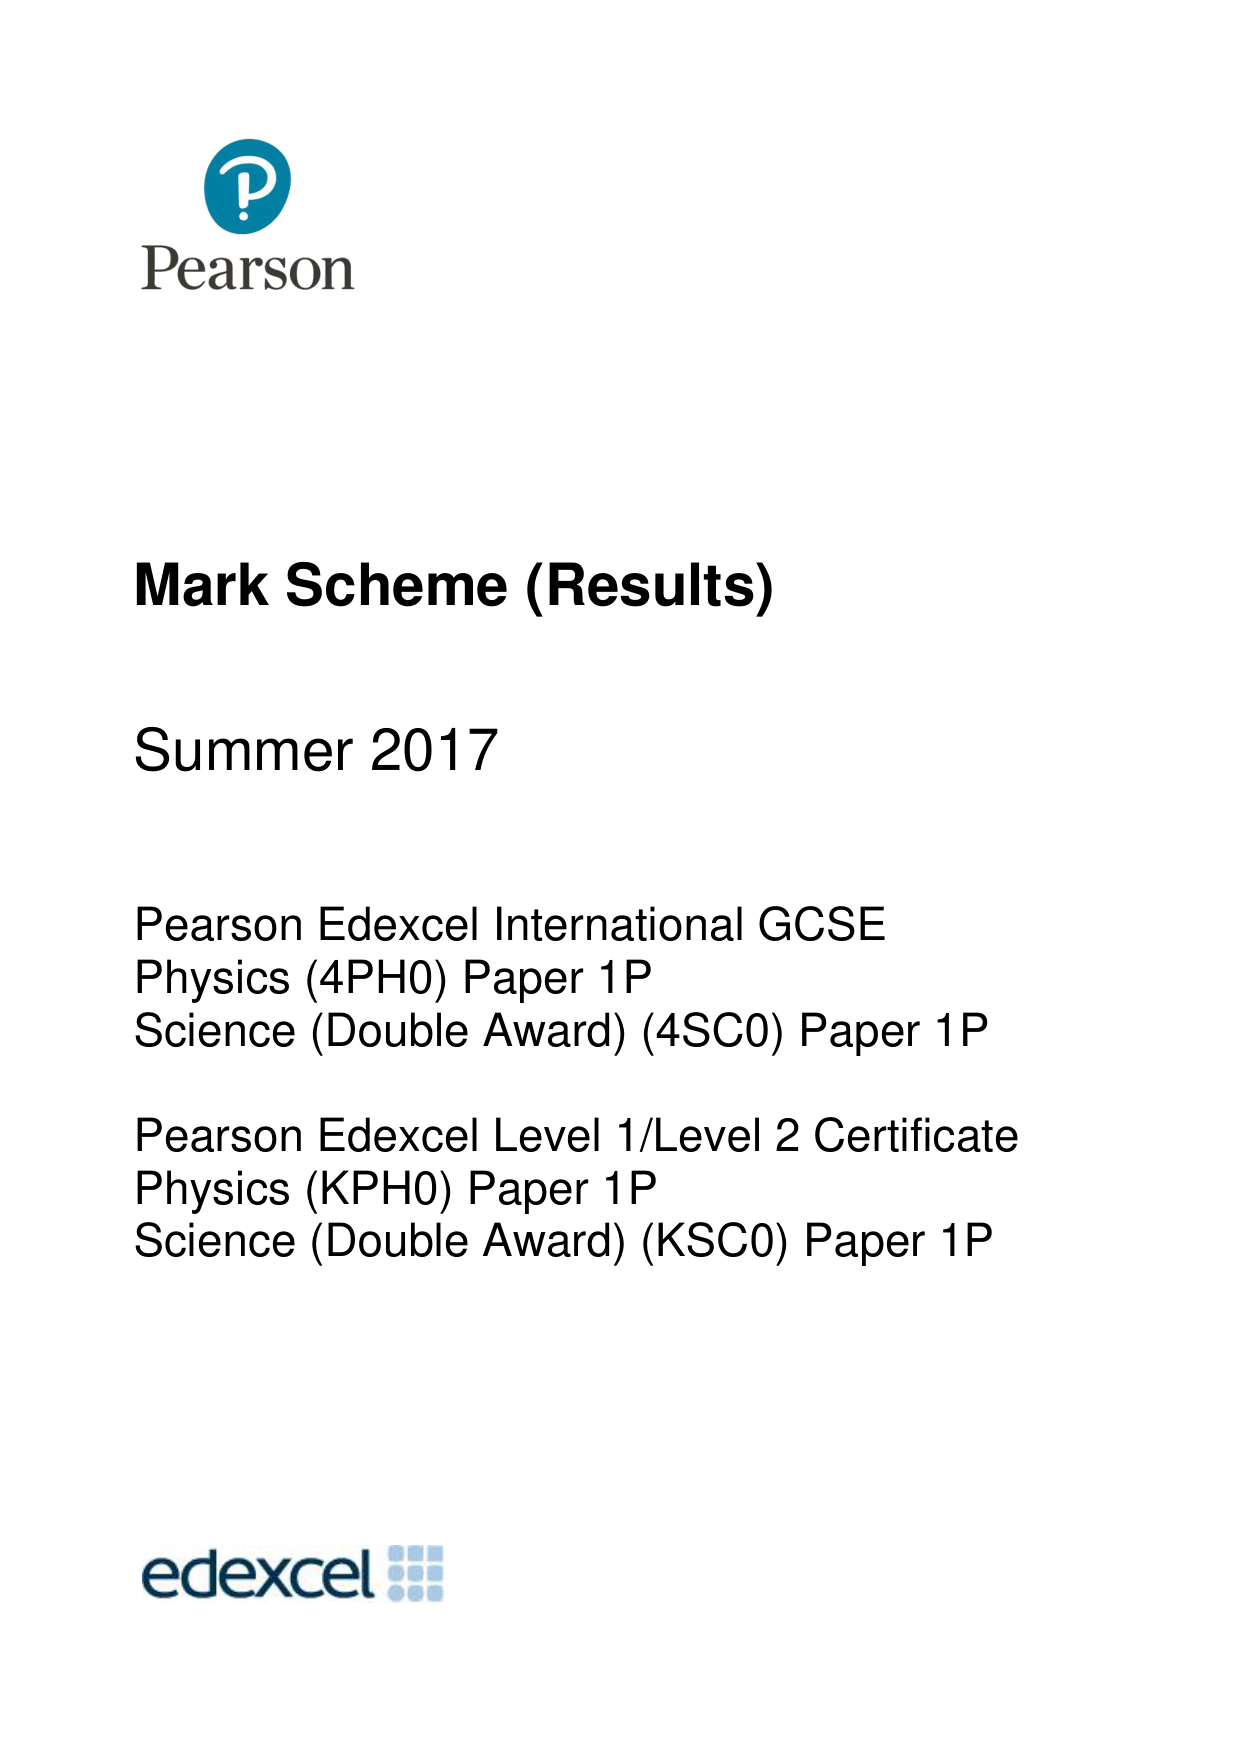 Pearson
Mark Scheme (Results)
Summer 2017
Pearson Edexcel International GCSE
Physics (4PH0) Paper 1P
Science (Double Award) (4SC0) Paper 1P
Pearson Edexcel Level 1/Level 2 Certificate
Physics (KPH0) Paper 1P
Science (Double Award) (KSC0) Paper 1P
edexcel